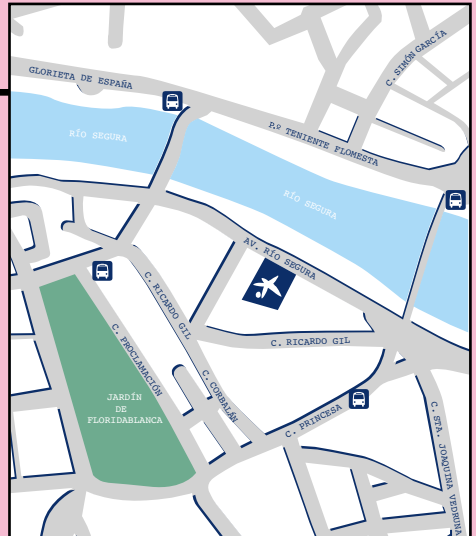 C. SIMÓN GARCÍA
GLORIETA DE ESPAÑA
Pº TENIENTE FLOMESTA
RÍO SEGURA
RÍO SEGURA
AV. RÍO SEGURA
C. RICARDO GIL
C. RICARDO GIL
C. PROCLAMACIÓN
C. CORBALÁN
JARDÍN
DE
FLORIDABLANCA
C. PRINCESA
C. STA. JOAQUINA VEDRUNA